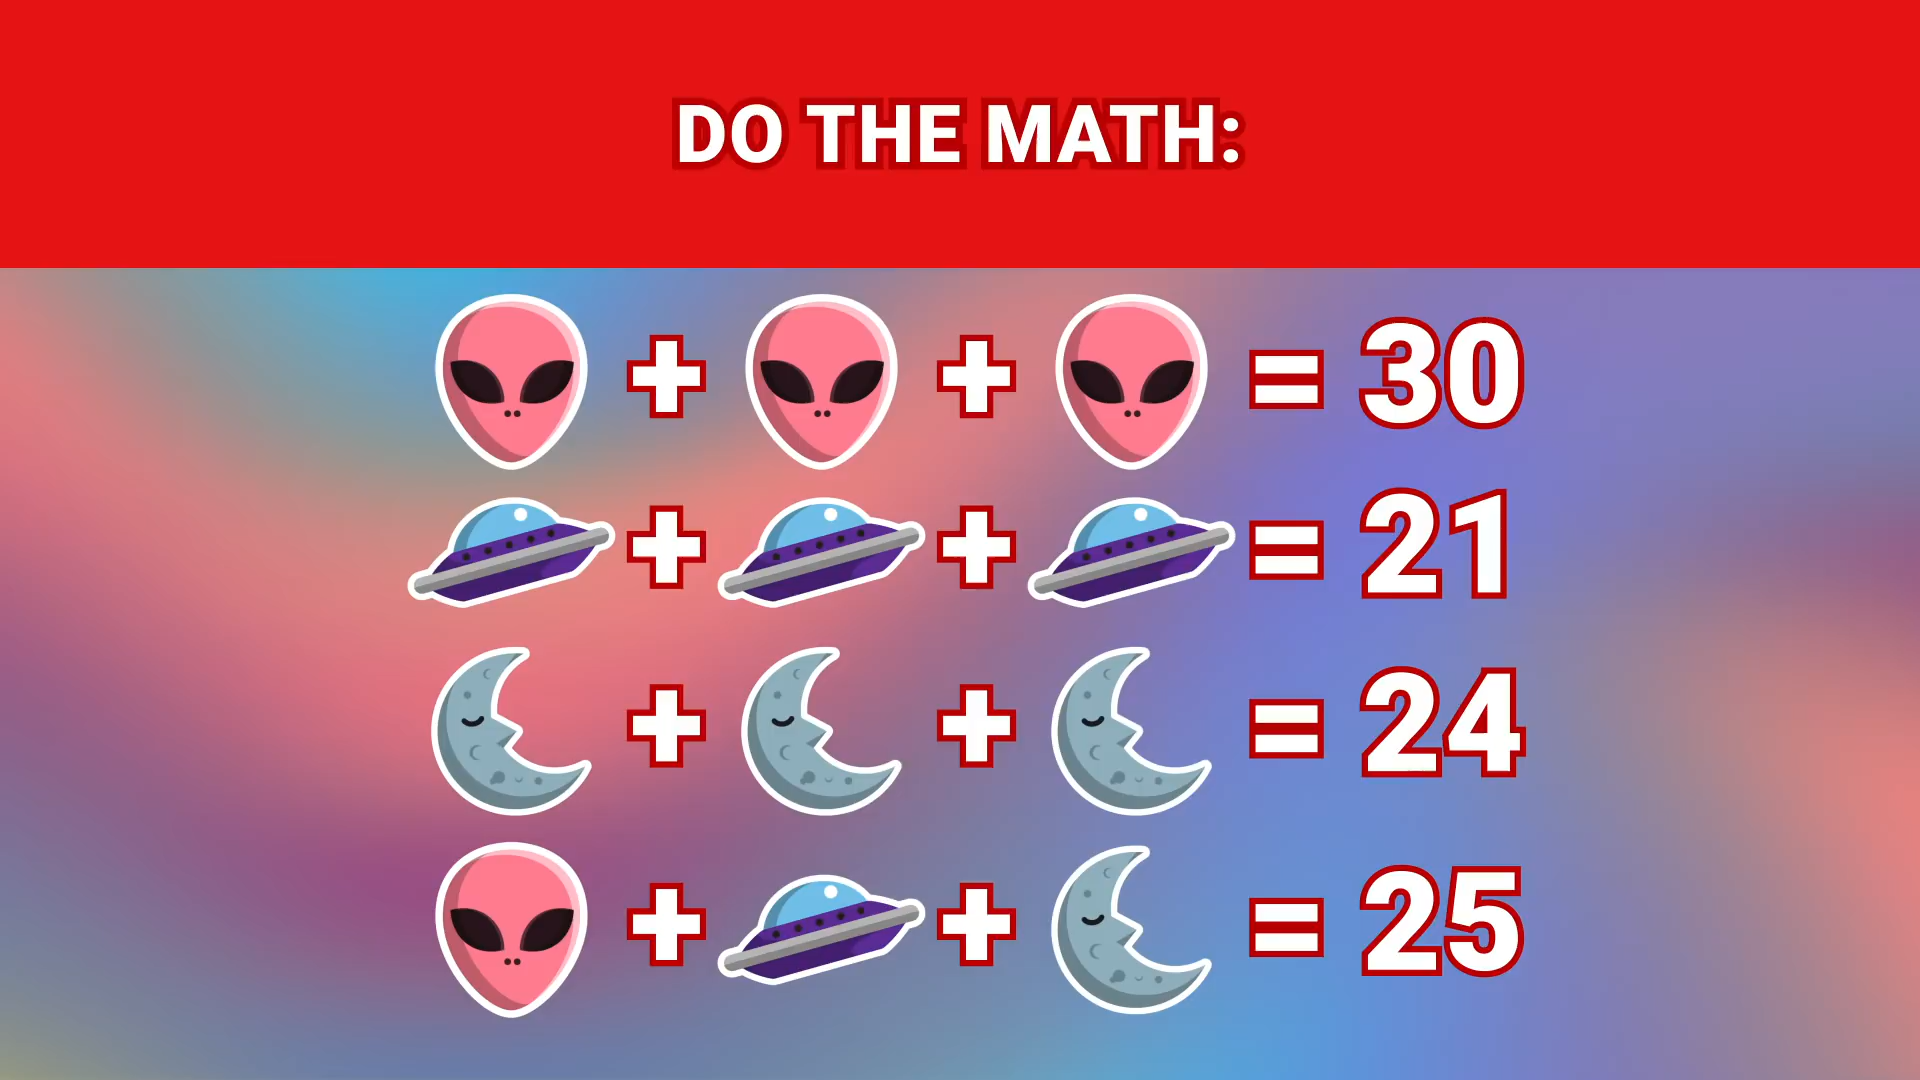 DO THE MATH:
+ + = 30
+ + = 21
+ + = 24
+ + = 25